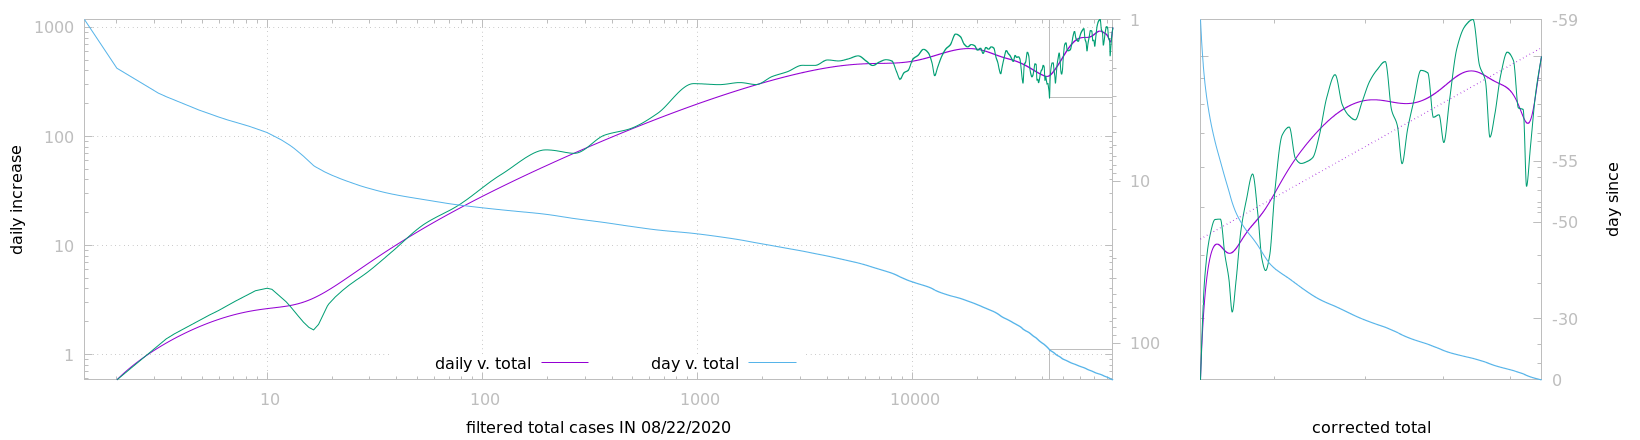 1000
100
10
1
daily increase
daily v. total
day v. total
10
100
1000
10000
filtered total cases IN 08/22/2020
1
10
100
-59
-55
-50
-30
0
day since
corrected total